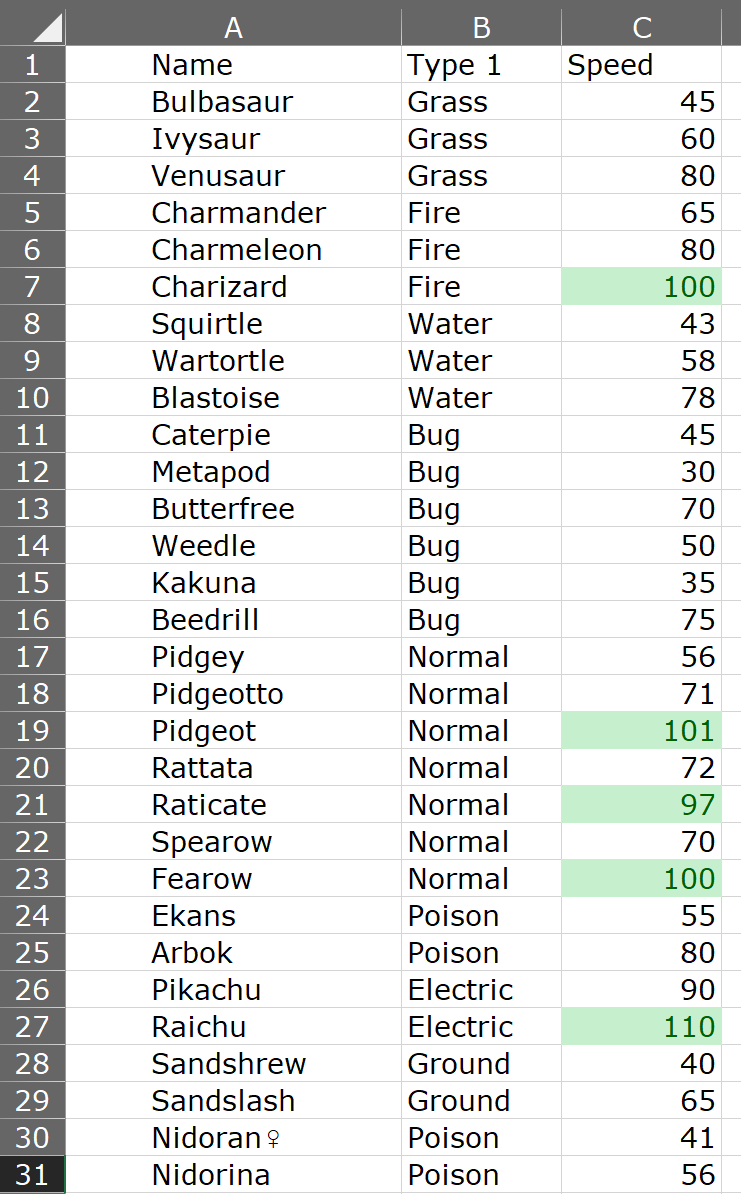 A B C
1 Name Type 1 Speed
2 Bulbasaur Grass 45
3 Ivysaur Grass 60
4 Venusaur Grass 80
5 Charmander Fire 65
6 Charmeleon Fire 80
7 Charizard Fire 100
8 Squirtle Water 43
9 Wartortle Water 58
10 Blastoise Water 78
11 Caterpie Bug 45
12 Metapod Bug 30
13 Butterfree Bug 70
14 Weedle Bug 50
15 Kakuna Bug 35
16 Beedrill Bug 75
17 Pidgey Normal 56
18 Pidgeotto Normal 71
19 Pidgeot Normal 101
20 Rattata Normal 72
21 Raticate Normal 97
22 Spearow Normal 70
23 Fearow Normal 100
24 Ekans Poison 55
25 Arbok Poison 80
26 Pikachu Electric 90
27 Raichu Electric 110
28 Sandshrew Ground 40
29 Sandslash Ground 65
30 Nidoran♀ Poison 41
31 Nidorina Poison 56